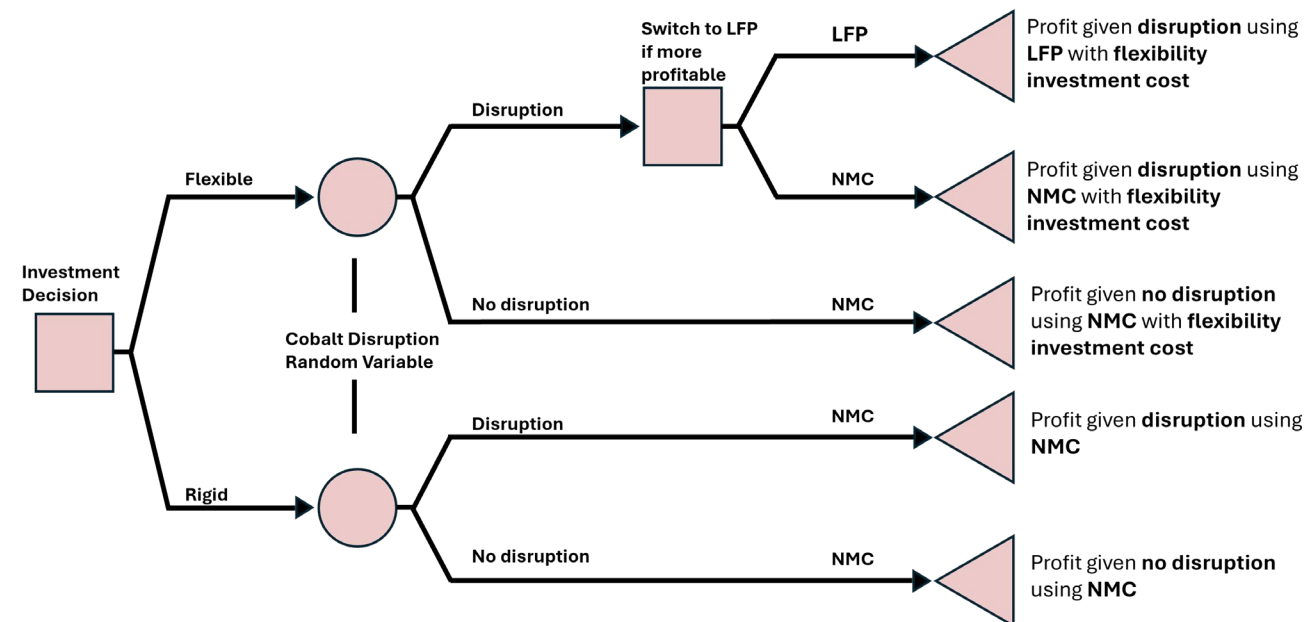 Switch to LFP
if more
profitable
LFP
Profit given disruption using
LFP with flexibility
investment cost
Disruption
Flexible
NMC
Profit given disruption using
NMC with flexibility
investment cost
Investment
Decision
No disruption
NMC
Profit given no disruption
using NMC with flexibility
investment cost
Cobalt Disruption
Random Variable
Disruption
NMC
Profit given disruption using
NMC
Rigid
No disruption
NMC
Profit given no disruption
using NMC